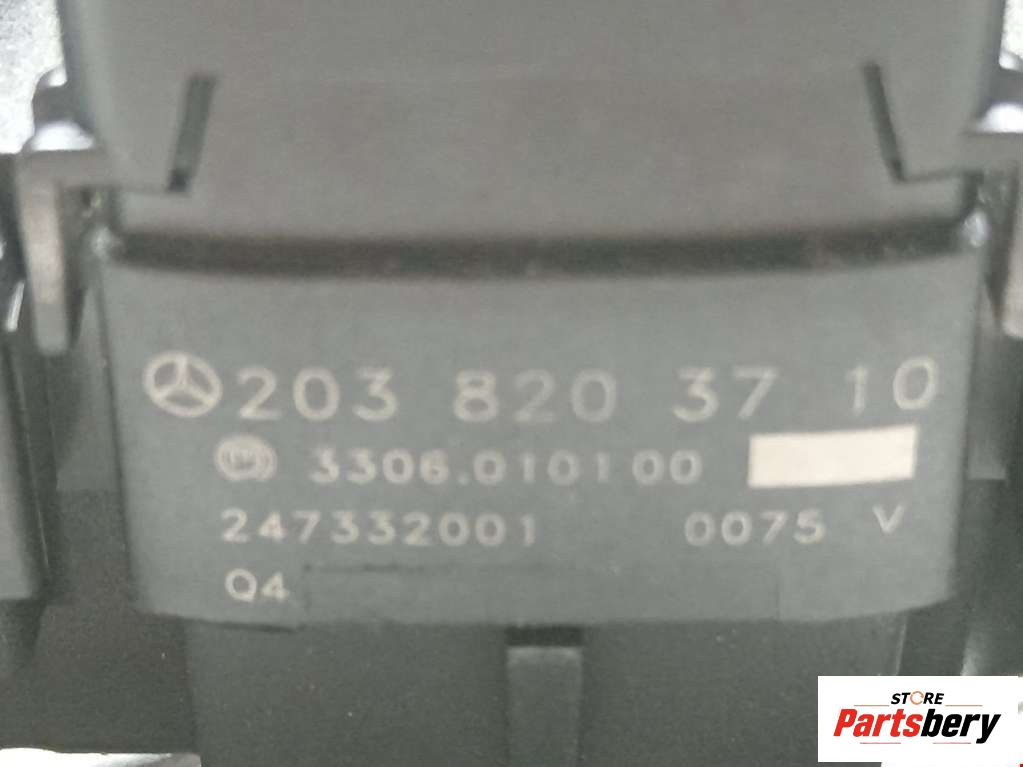 203 820 37 10
3306.010100
247332001 0075 V
Q4
STORE
Partsbery